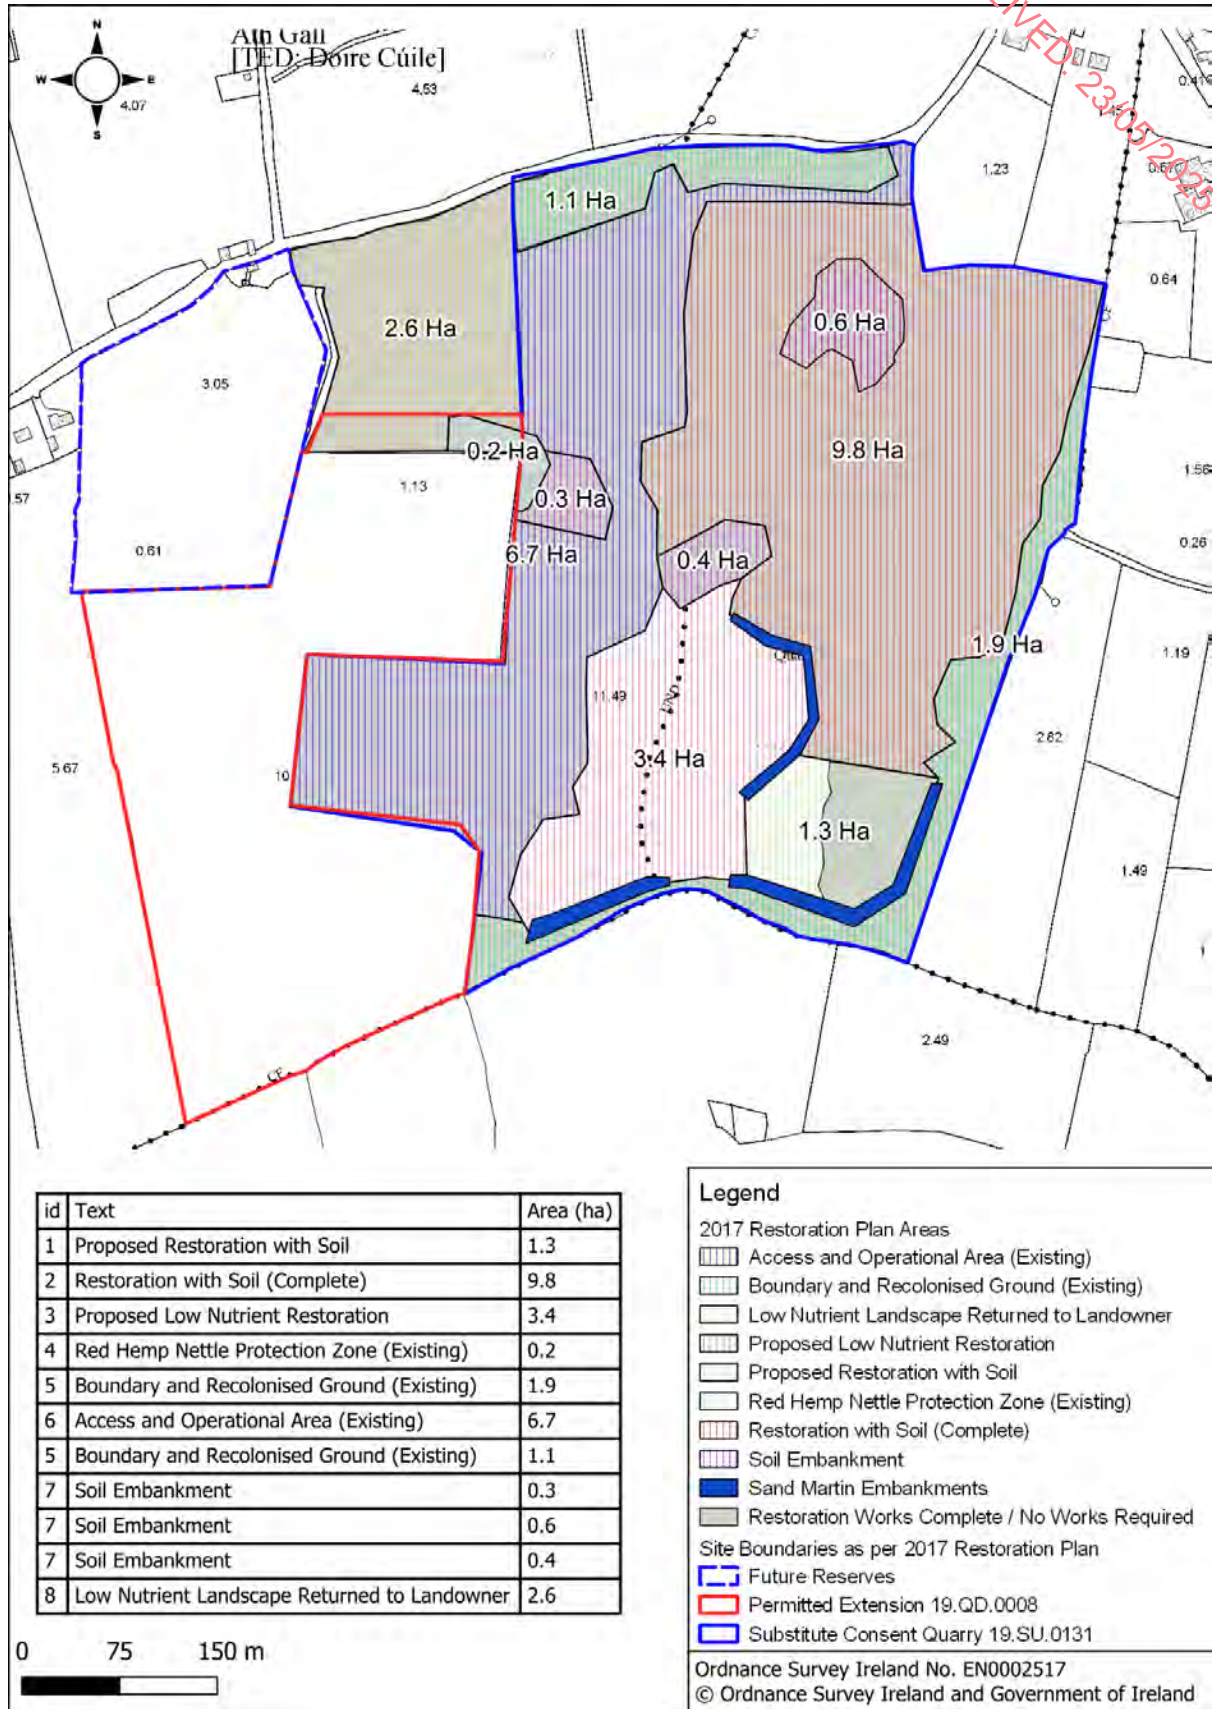 N
W
E
S
Ath Gall
[TED: Doire Cúile]
4.07
4.53
1.23
0.64
1.1 Ha
2.6 Ha
0.6 Ha
3.05
9.8 Ha
0.2 Ha
1.13
0.3 Ha
1.56
.57
0.61
6.7 Ha
0.4 Ha
0.26
1.9 Ha
1.19
11.49
UND
3.4 Ha
2.62
5.67
10
1.3 Ha
1.49
2.49
CF
23/05/2025
id Text Area (ha)
1 Proposed Restoration with Soil 1.3
2 Restoration with Soil (Complete) 9.8
3 Proposed Low Nutrient Restoration 3.4
4 Red Hemp Nettle Protection Zone (Existing) 0.2
5 Boundary and Recolonised Ground (Existing) 1.9
6 Access and Operational Area (Existing) 6.7
5 Boundary and Recolonised Ground (Existing) 1.1
7 Soil Embankment 0.3
7 Soil Embankment 0.6
7 Soil Embankment 0.4
8 Low Nutrient Landscape Returned to Landowner 2.6
0 75 150 m
Legend
2017 Restoration Plan Areas
Access and Operational Area (Existing)
Boundary and Recolonised Ground (Existing)
Low Nutrient Landscape Returned to Landowner
Proposed Low Nutrient Restoration
Proposed Restoration with Soil
Red Hemp Nettle Protection Zone (Existing)
Restoration with Soil (Complete)
Soil Embankment
Sand Martin Embankments
Restoration Works Complete / No Works Required
Site Boundaries as per 2017 Restoration Plan
Future Reserves
Permitted Extension 19.QD.0008
Substitute Consent Quarry 19.SU.0131
Ordnance Survey Ireland No. EN0002517
© Ordnance Survey Ireland and Government of Ireland